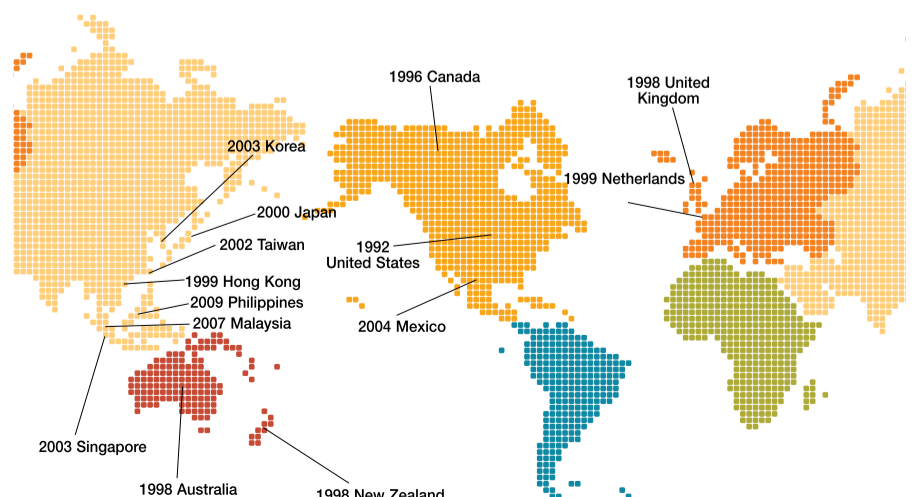 1996 Canada
1998 United
Kingdom
2003 Korea
1999 Netherlands
2000 Japan
2002 Taiwan
1992
United States
1999 Hong Kong
2009 Philippines
2007 Malaysia
2004 Mexico
2003 Singapore
1998 Australia
1998 New Zealand